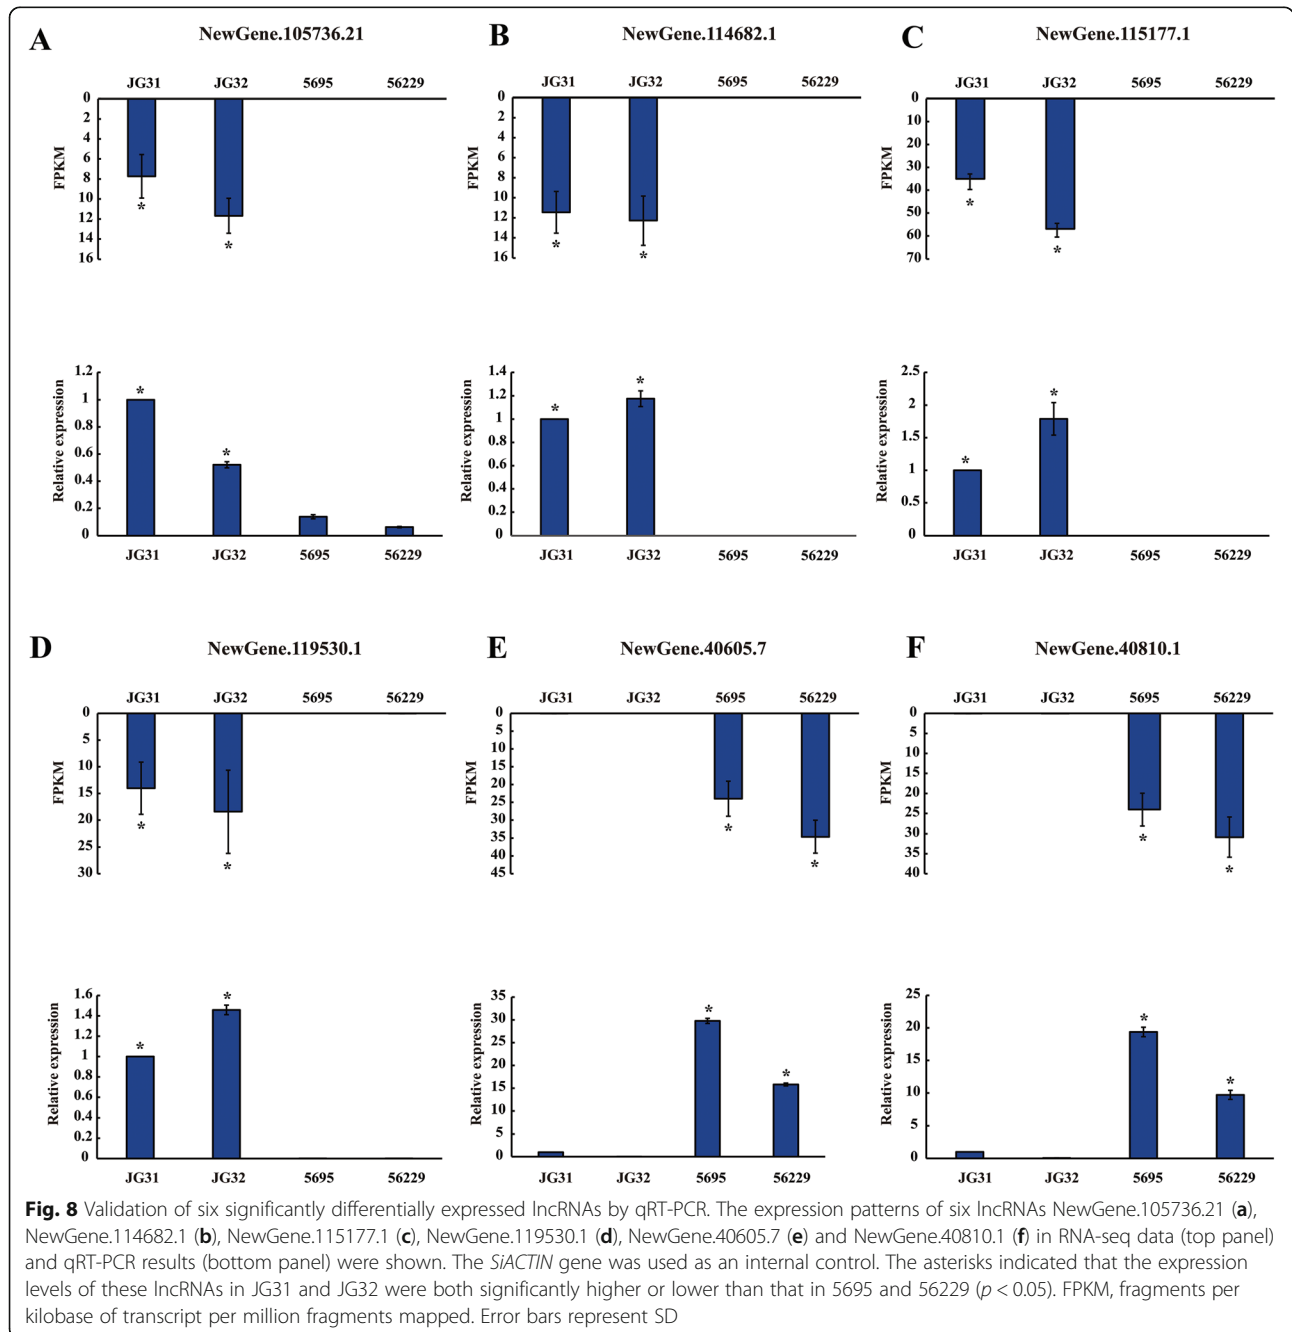 A
NewGene.105736.21
JG31 JG32 5695 56229
0
2
4
6
8
10
12
14
16
FPKM
* *
1.2
1
0.8
0.6
0.4
0.2
0
Relative expression
* *
JG31 JG32 5695 56229
B
NewGene.114682.1
JG31 JG32 5695 56229
0
2
4
6
8
10
12
14
16
FPKM
* *
1.4
1.2
1
0.8
0.6
0.4
0.2
0
Relative expression
* *
JG31 JG32 5695 56229
C
NewGene.115177.1
JG31 JG32 5695 56229
0
10
20
30
40
50
60
70
FPKM
* *
2.5
2
1.5
1
0.5
0
Relative expression
* *
JG31 JG32 5695 56229
D
NewGene.119530.1
JG31 JG32 5695 56229
0
5
10
15
20
25
30
FPKM
* *
1.6
1.4
1.2
1
0.8
0.6
0.4
0.2
0
Relative expression
* *
JG31 JG32 5695 56229
E
NewGene.40605.7
JG31 JG32 5695 56229
0
5
10
15
20
25
30
35
40
45
FPKM
* *
35
30
25
20
15
10
5
0
Relative expression
* *
JG31 JG32 5695 56229
F
NewGene.40810.1
JG31 JG32 5695 56229
0
5
10
15
20
25
30
35
40
FPKM
* *
25
20
15
10
5
0
Relative expression
* *
JG31 JG32 5695 56229
Fig. 8 Validation of six significantly differentially expressed lncRNAs by qRT-PCR. The expression patterns of six lncRNAs NewGene.105736.21 (a),
NewGene.114682.1 (b), NewGene.115177.1 (c), NewGene.119530.1 (d), NewGene.40605.7 (e) and NewGene.40810.1 (f) in RNA-seq data (top panel)
and qRT-PCR results (bottom panel) were shown. The SiACTIN gene was used as an internal control. The asterisks indicated that the expression
levels of these lncRNAs in JG31 and JG32 were both significantly higher or lower than that in 5695 and 56229 (p < 0.05). FPKM, fragments per
kilobase of transcript per million fragments mapped. Error bars represent SD